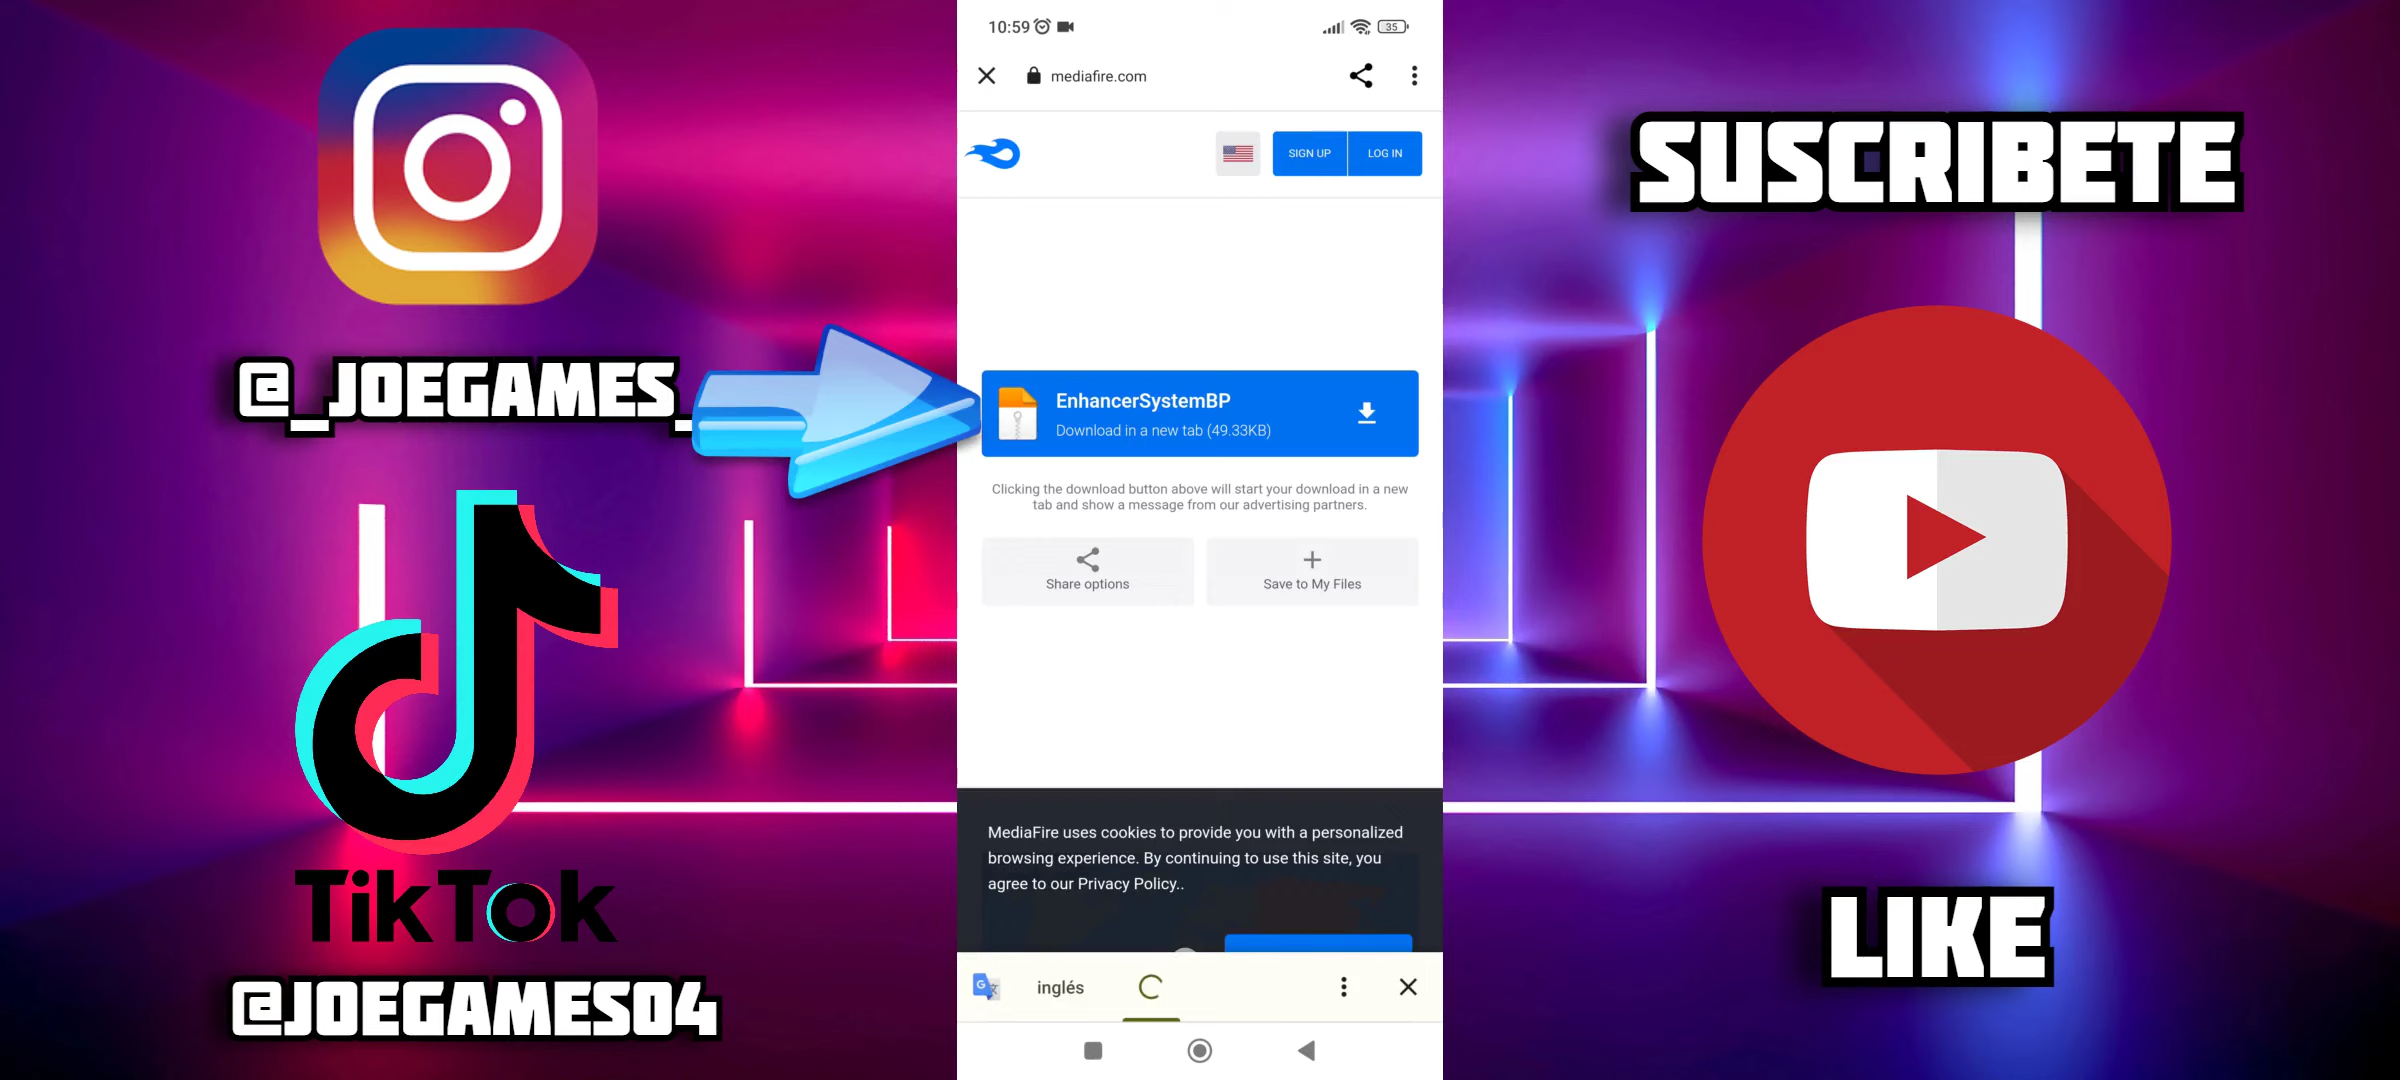 @_JOEGAMES_
TikTok
@JOEGAMES04
10:59
35
mediafire.com
SIGN UP
LOG IN
EnhancerSystemBP
Download in a new tab (49.33KB)
Clicking the download button above will start your download in a new
tab and show a message from our advertising partners.
Share options
Save to My Files
MediaFire uses cookies to provide you with a personalized
browsing experience. By continuing to use this site, you
agree to our Privacy Policy..
G
inglés
SUSCRIBETE
LIKE